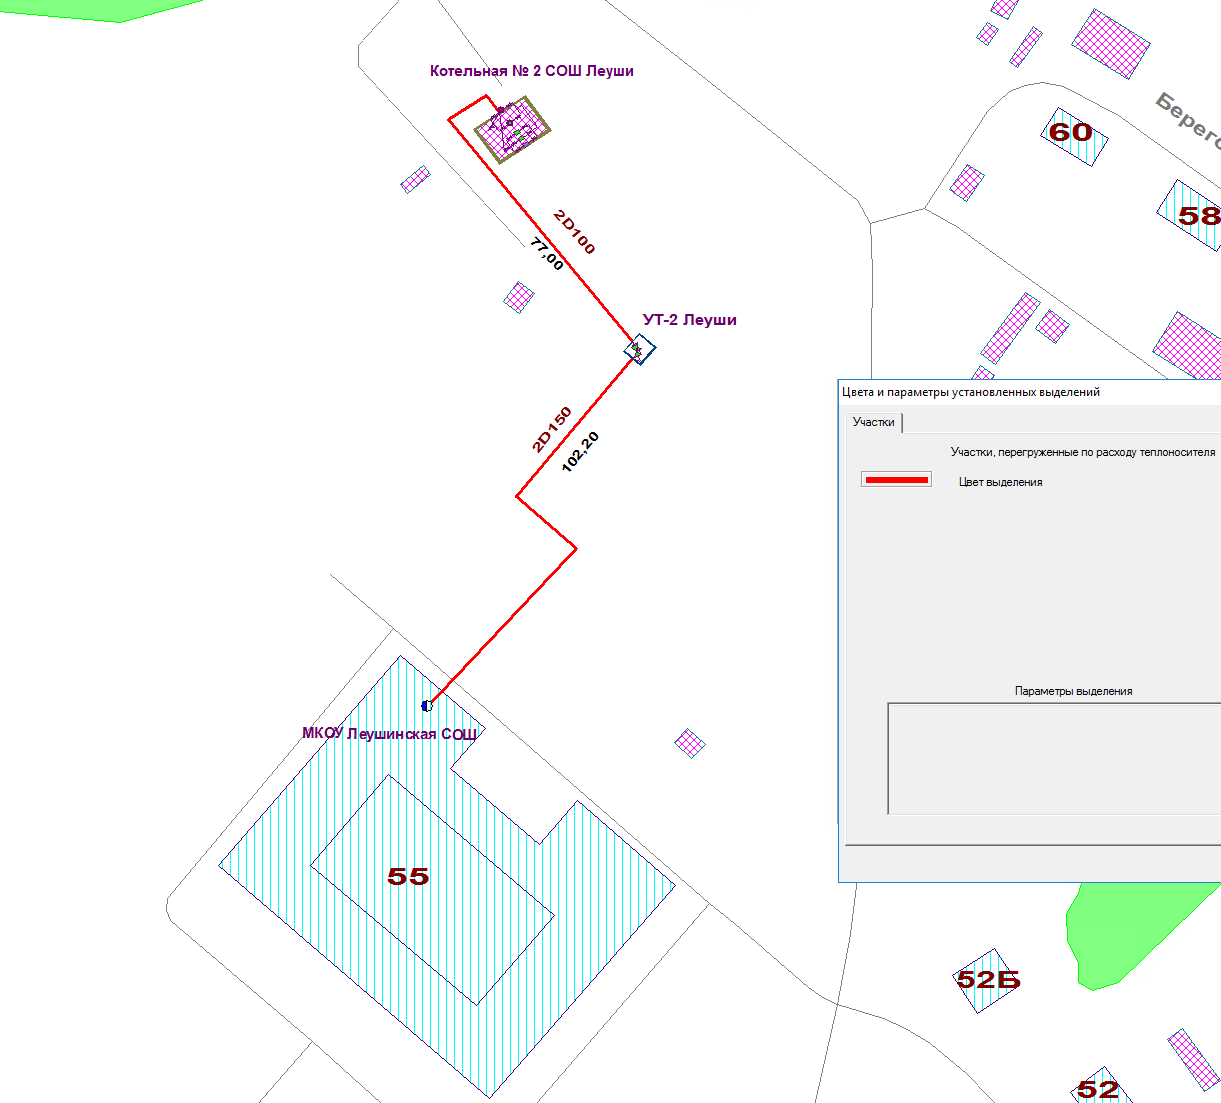 Котельная № 2 СОШ Леуши
60
Берего
58
2D100
77,00
УТ-2 Леуши
Цвета и параметры установленных выделений
Участки
Участки, перегруженные по расходу теплоносителя
Цвет выделения
2D150
102,20
Параметры выделения
МКОУ Леушинская СОШ
55
52Б
52